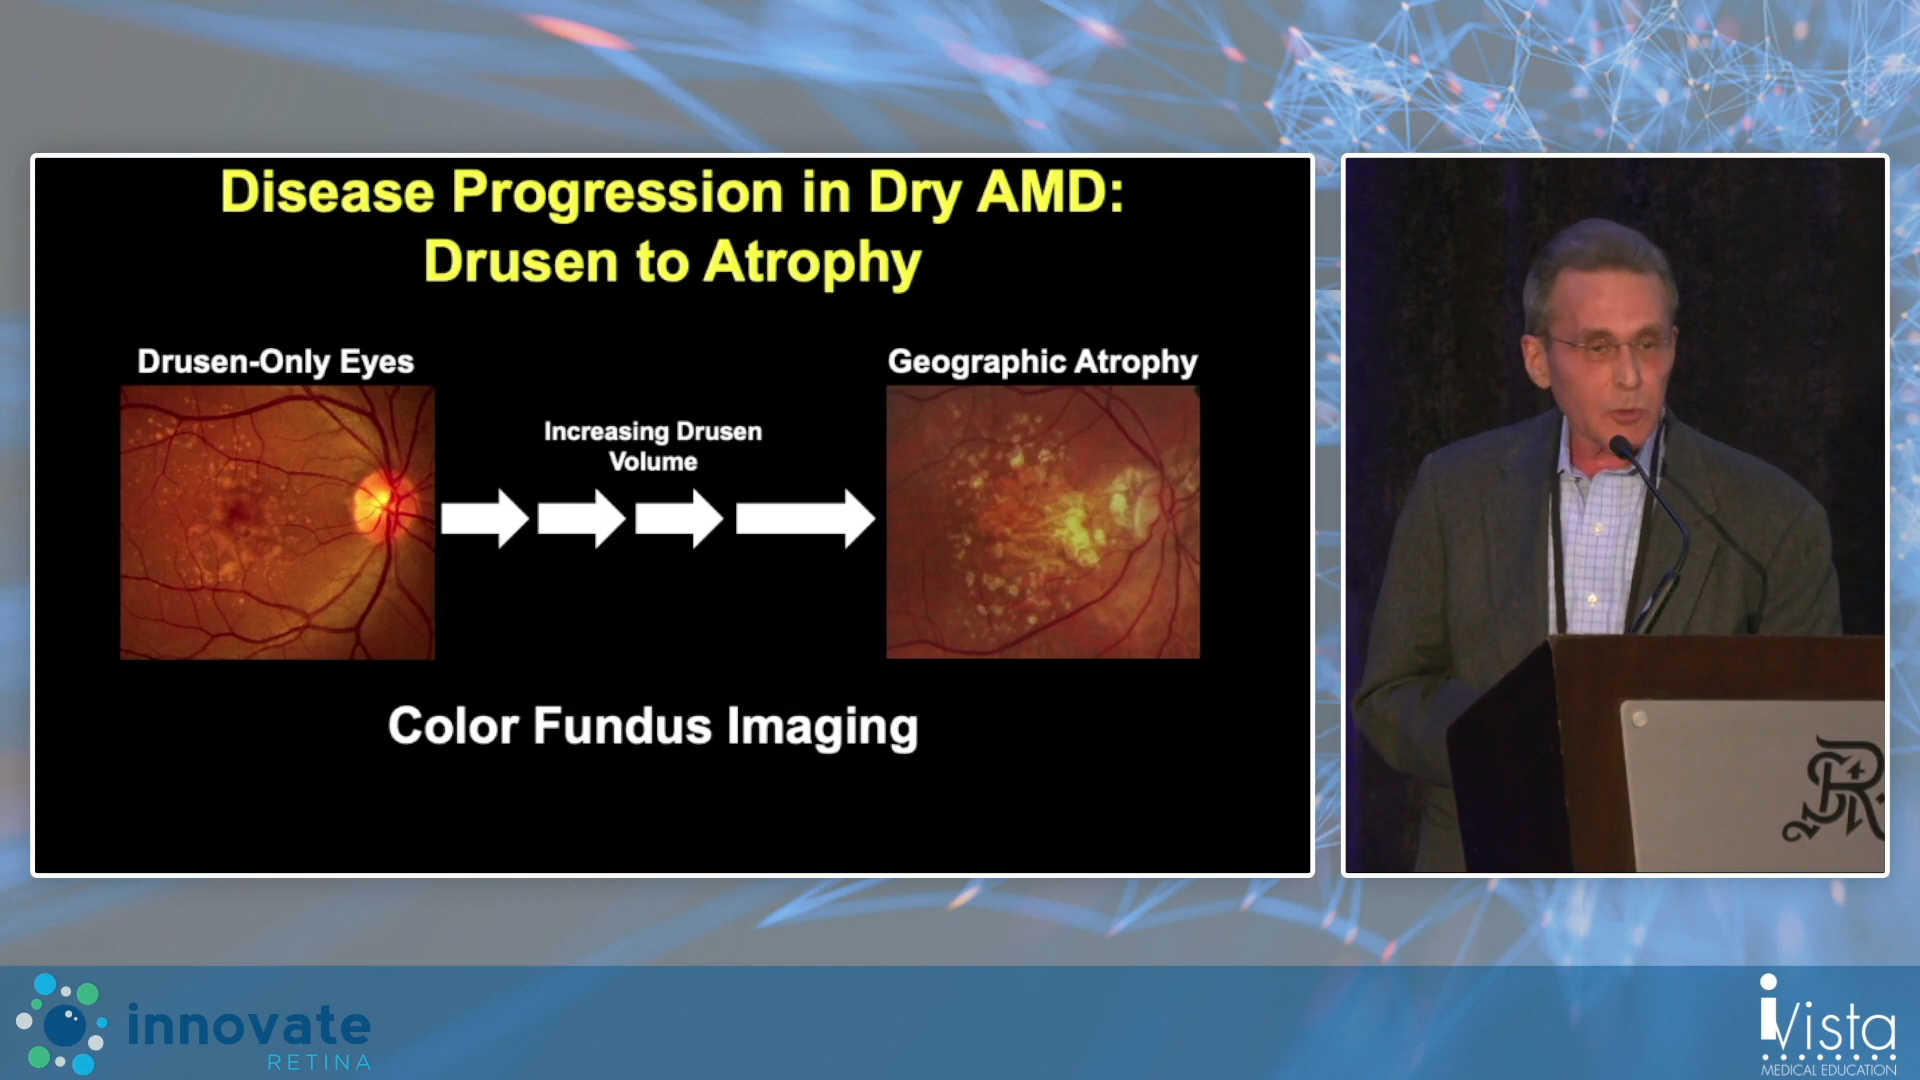 Disease Progression in Dry AMD:
Drusen to Atrophy
Drusen-Only Eyes
Increasing Drusen
Volume
Geographic Atrophy
Color Fundus Imaging
innovate
RETINA
iVista
MEDICAL EDUCATION